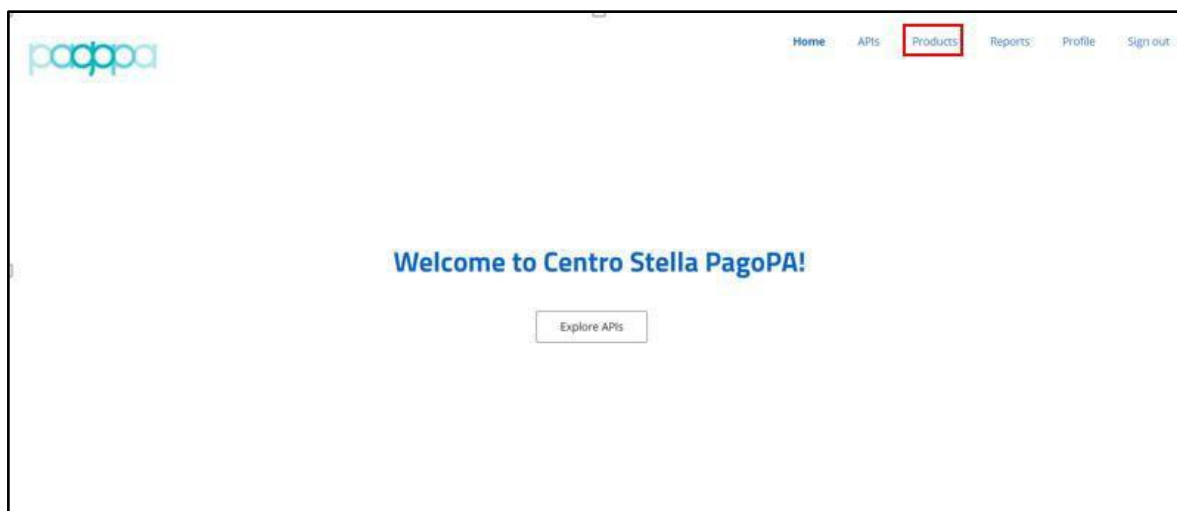 pagopa
Home APIs Products Reports Profile Sign out
Welcome to Centro Stella PagoPA!
Explore APIs